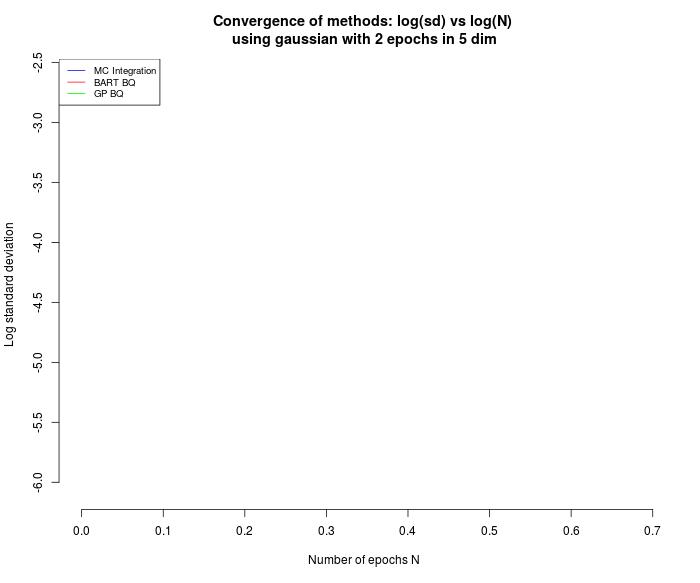 Convergence of methods: log(sd) vs log(N)
using gaussian with 2 epochs in 5 dim
MC Integration
BART BQ
GP BQ
Log standard deviation
-2.5
-3.0
-3.5
-4.0
-4.5
-5.0
-5.5
-6.0
0.0 0.1 0.2 0.3 0.4 0.5 0.6 0.7
Number of epochs N